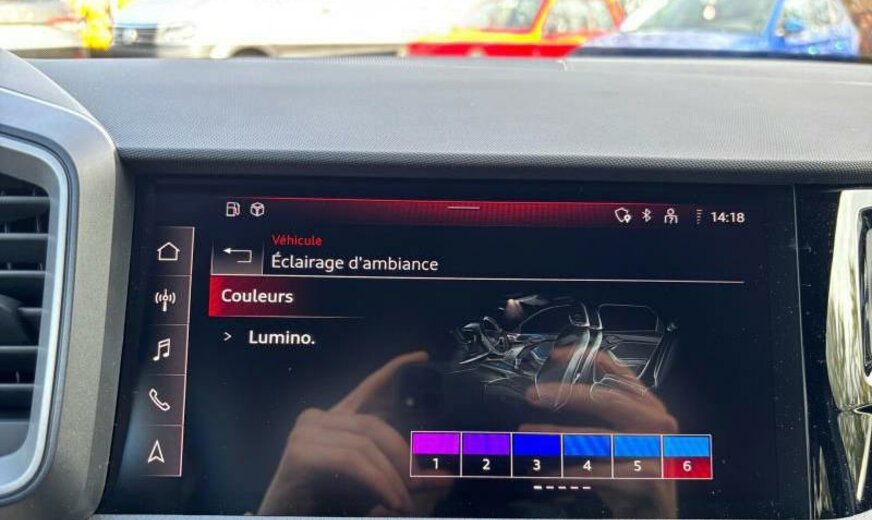 14:18
Véhicule
Éclairage d'ambiance
Couleurs
> Lumino.
1 2 3 4 5 6